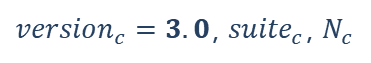 version_c = 3.0, suite_c, N_c